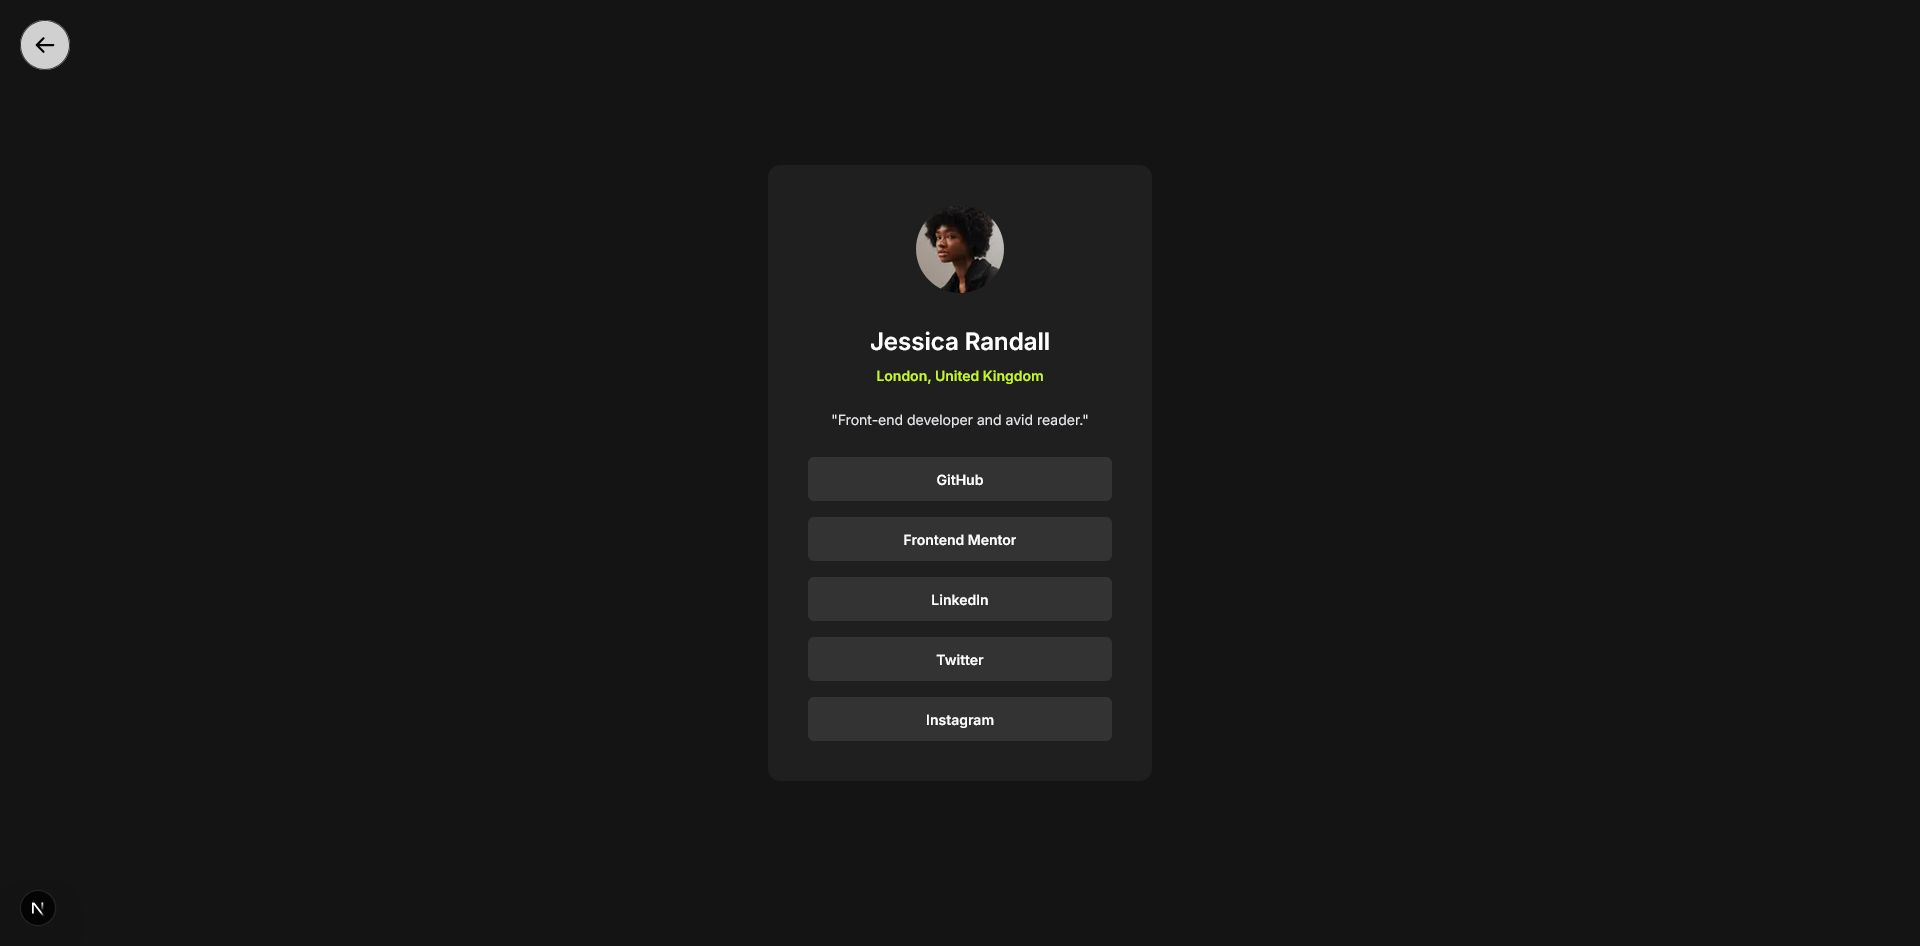 Jessica Randall
London, United Kingdom
"Front-end developer and avid reader."
GitHub
Frontend Mentor
LinkedIn
Twitter
Instagram
N